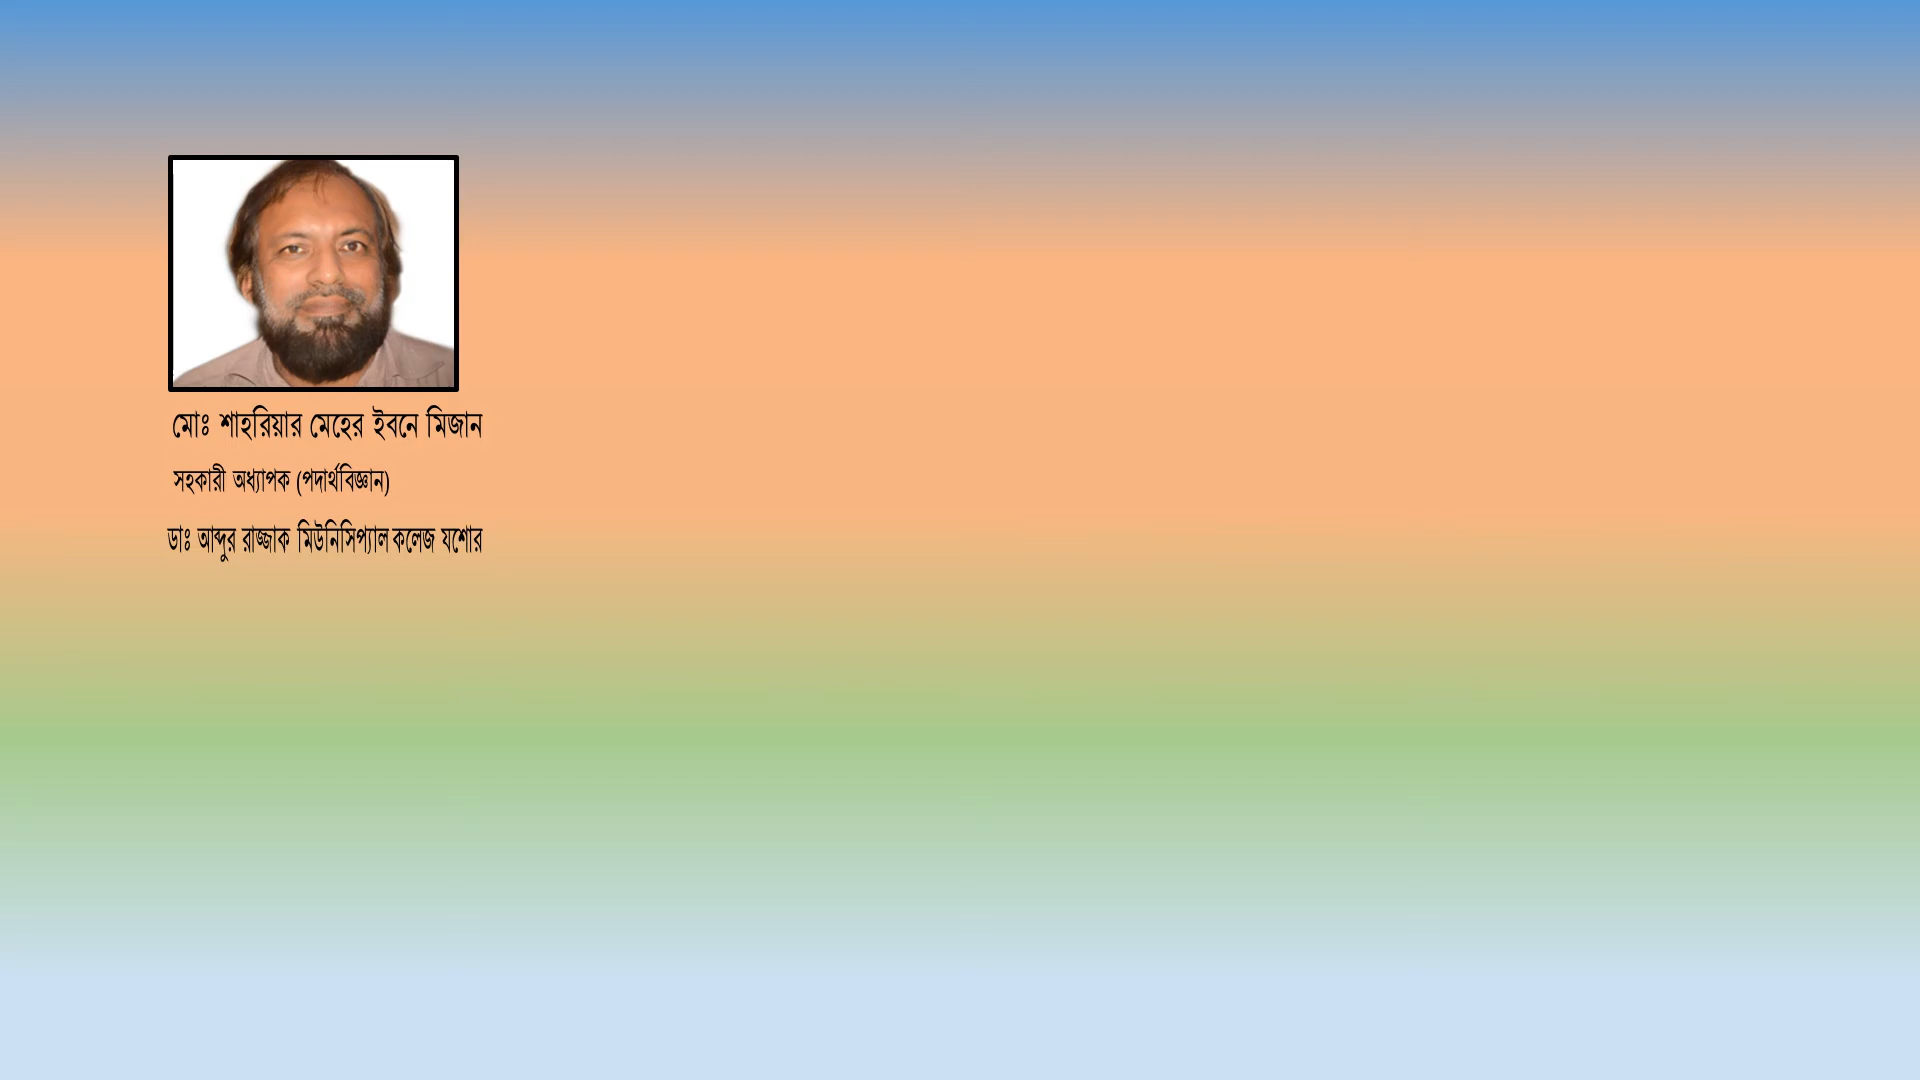 মোঃ শাহরিয়ার মেহের ইবনে মিজান
সহকারী অধ্যাপক (পদার্থবিজ্ঞান)
ডাঃ আব্দুর রাজ্জাক মিউনিসিপ্যাল কলেজ যশোর